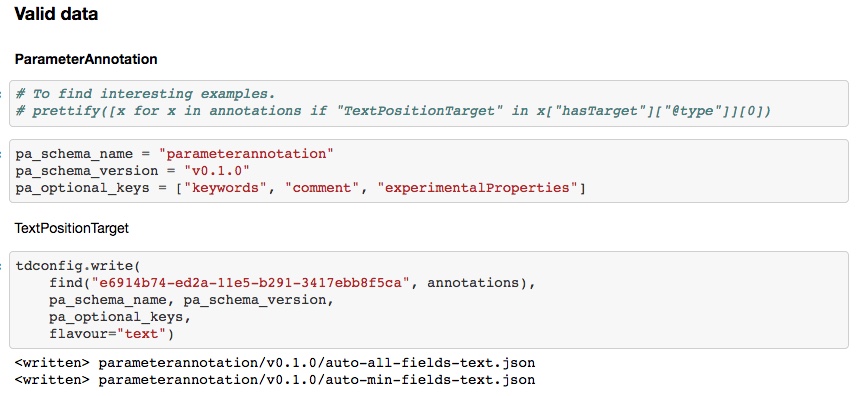 Valid data
ParameterAnnotation
# To find interesting examples.
# prettify([x for x in annotations if "TextPositionTarget" in x["hasTarget"]["@type"]][0])
pa_schema_name = "parameterannotation"
pa_schema_version = "v0.1.0"
pa_optional_keys = ["keywords", "comment", "experimentalProperties"]
TextPositionTarget
tdconfig.write(
    find("e6914b74-ed2a-11e5-b291-3417ebb8f5ca", annotations),
    pa_schema_name, pa_schema_version,
    pa_optional_keys,
    flavour="text")
<written> parameterannotation/v0.1.0/auto-all-fields-text.json
<written> parameterannotation/v0.1.0/auto-min-fields-text.json